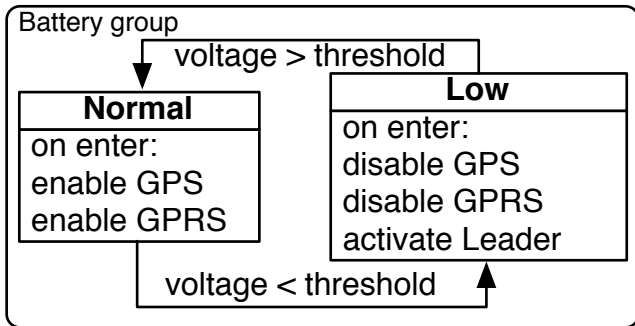 Battery group
voltage > threshold
Normal
on enter:
enable GPS
enable GPRS
Low
on enter:
disable GPS
disable GPRS
activate Leader
voltage < threshold